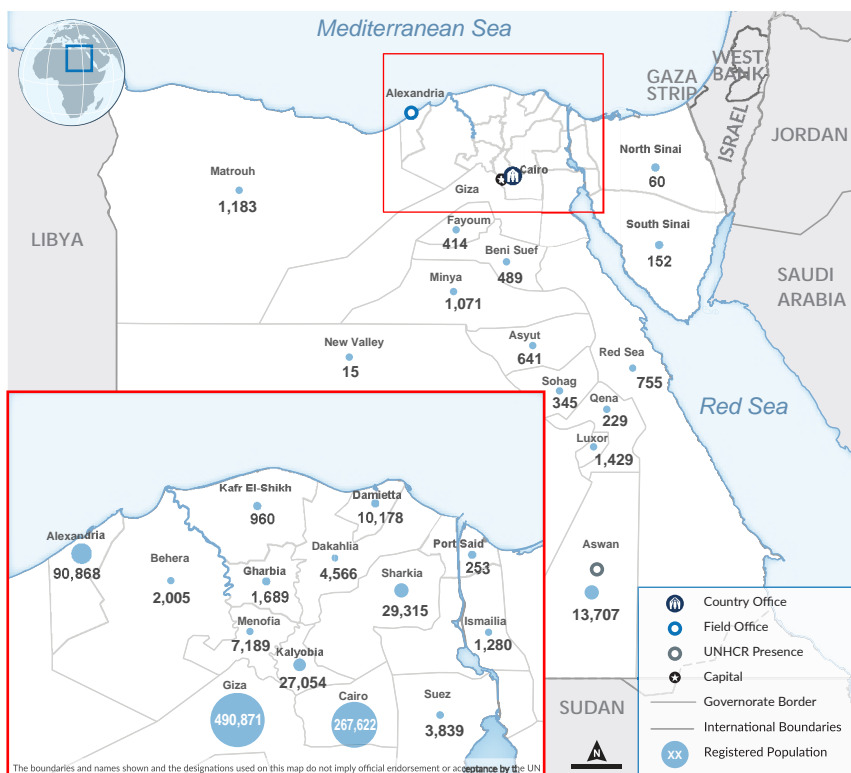 Mediterranean Sea
GAZA
STRIP
WEST
BANK
ISRAEL
JORDAN
Alexandria
Cairo
Giza
North Sinai
60
Matrouh
1,183
LIBYA
South Sinai
152
Fayoum
414
Beni Suef
489
Minya
1,071
SAUDI
ARABIA
New Valley
15
Asyut
641
Red Sea
755
Sohag
345
Qena
229
Red Sea
Luxor
1,429
Kafr El-Shikh
960
Damietta
10,178
Alexandria
90,868
Behera
2,005
Dakahlia
4,566
Port Said
253
Gharbia
1,689
Sharkia
29,315
Aswan
13,707
Menofia
7,189
Ismailia
1,280
Kalyobia
27,054
Giza
490,871
Cairo
267,622
Suez
3,839
SUDAN
N
Country Office
Field Office
UNHCR Presence
Capital
Governorate Border
International Boundaries
XX Registered Population
The boundaries and names shown and the designations used on this map do not imply official endorsement or acceptance by the UN